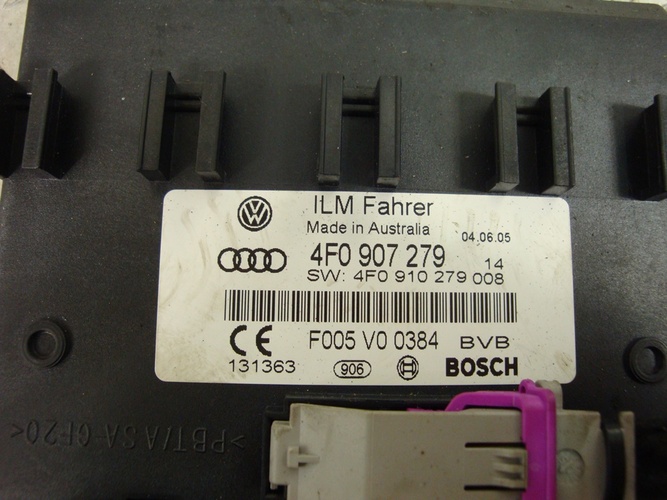 ILM Fahrer
Made in Australia
04.06.05
4F0 907 279 14
SW: 4F0 910 279 008
F005 V0 0384 BVB
CE
131363 906 BOSCH
>PBT/ASA-GF20<